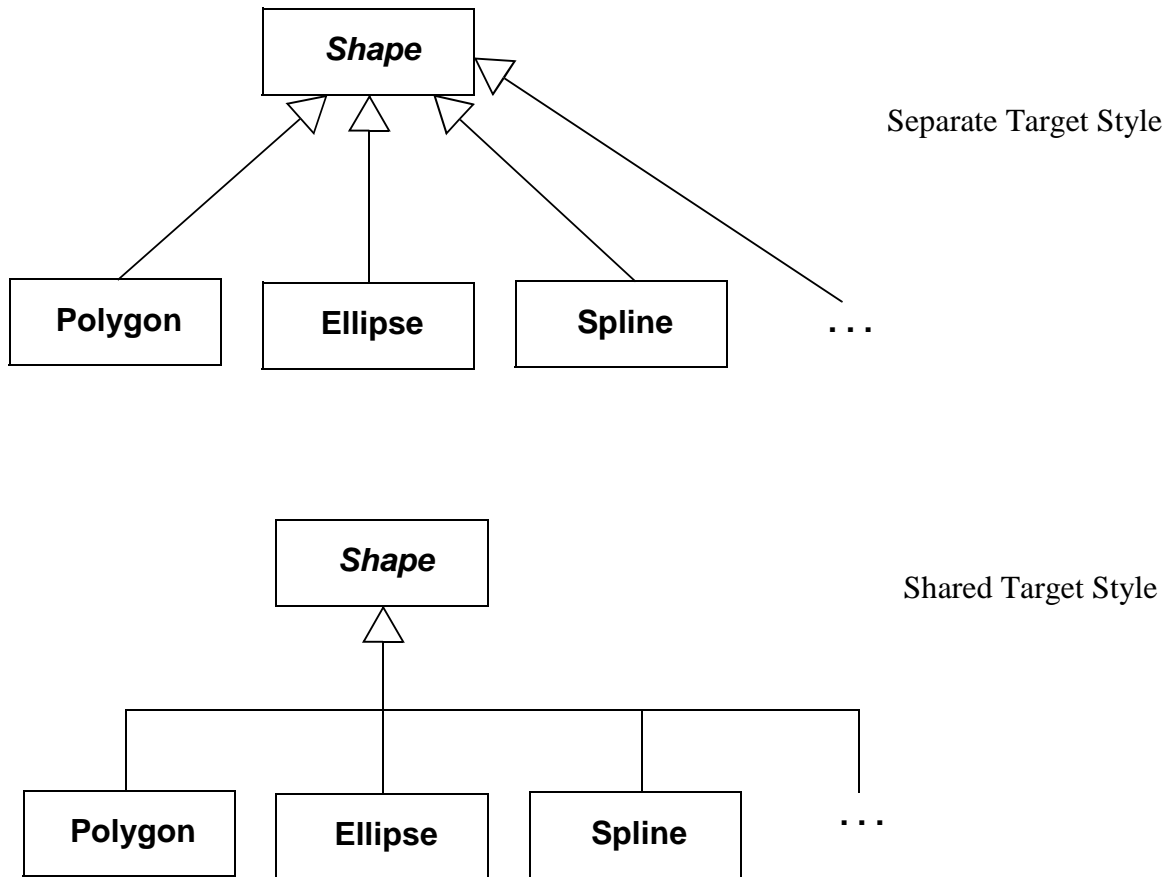 Shape
Separate Target Style
Polygon
Ellipse
Spline
. . .
Shape
Shared Target Style
Polygon
Ellipse
Spline
. . .